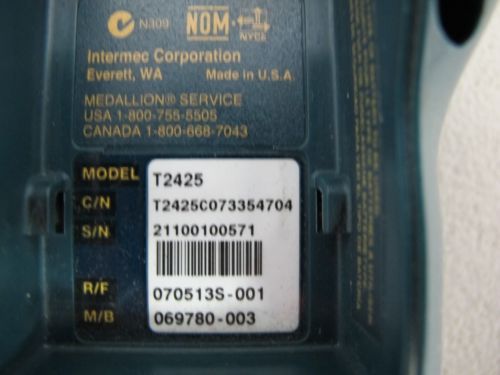 N309 NOM NYCE
Intermec Corporation
Everett, WA Made in U.S.A
MEDALLION® SERVICE
USA 1-800-755-5505
CANADA 1-800-668-7043
MODEL T2425
C/N T2425C073354704
S/N 21100100571
R/F 070513S-001
M/B 069780-003